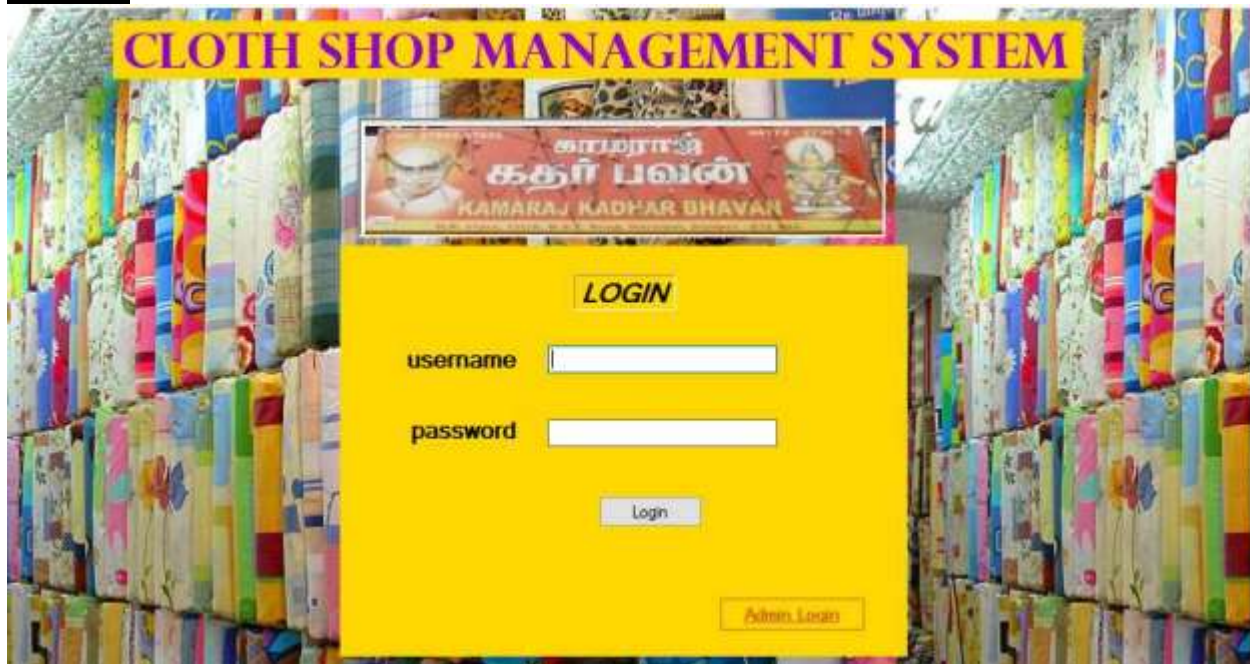 CLOTH SHOP MANAGEMENT SYSTEM
காமராஜ்
கதர் பவன்
KAMARAJ KADHAR BHAVAN
LOGIN
username
password
Login
Admin Login